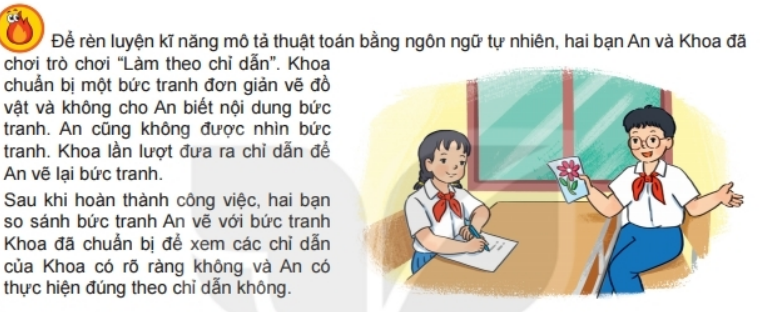 Để rèn luyện kĩ năng mô tả thuật toán bằng ngôn ngữ tự nhiên, hai bạn An và Khoa đã
chơi trò chơi “Làm theo chỉ dẫn”. Khoa
chuẩn bị một bức tranh đơn giản vẽ đồ
vật và không cho An biết nội dung bức
tranh. An cũng không được nhìn bức
tranh. Khoa lần lượt đưa ra chỉ dẫn để
An vẽ lại bức tranh.
Sau khi hoàn thành công việc, hai bạn
so sánh bức tranh An vẽ với bức tranh
Khoa đã chuẩn bị để xem các chỉ dẫn
của Khoa có rõ ràng không và An có
thực hiện đúng theo chỉ dẫn không.